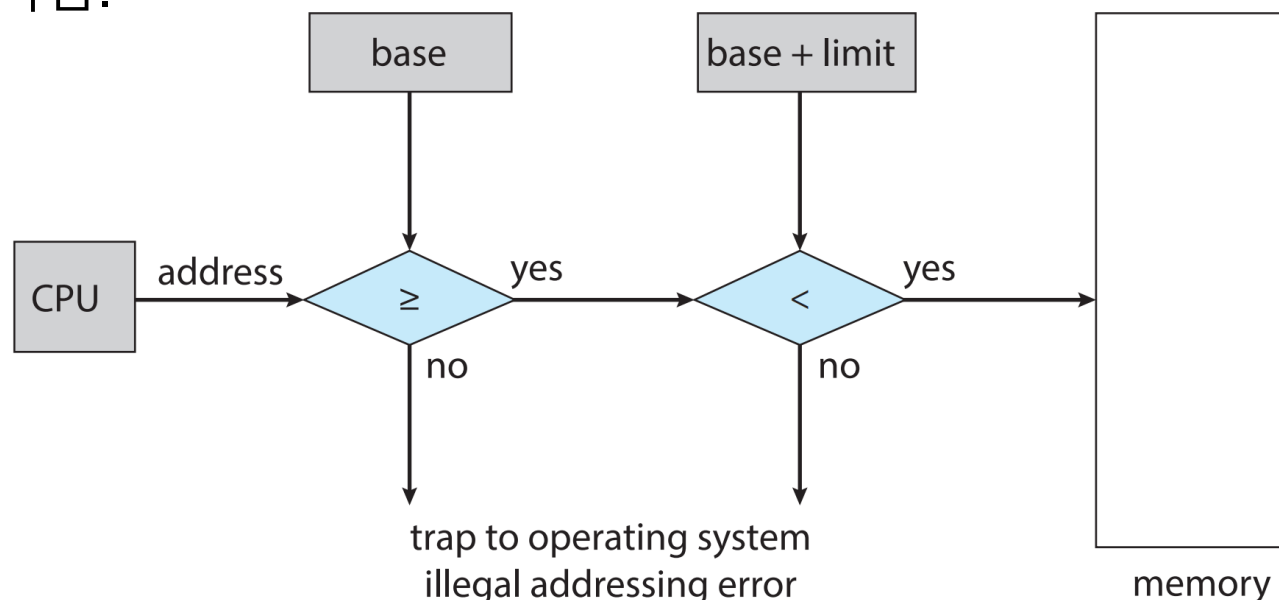 base
base + limit
CPU
address
≥
yes
<
yes
no
no
trap to operating system
illegal addressing error
memory